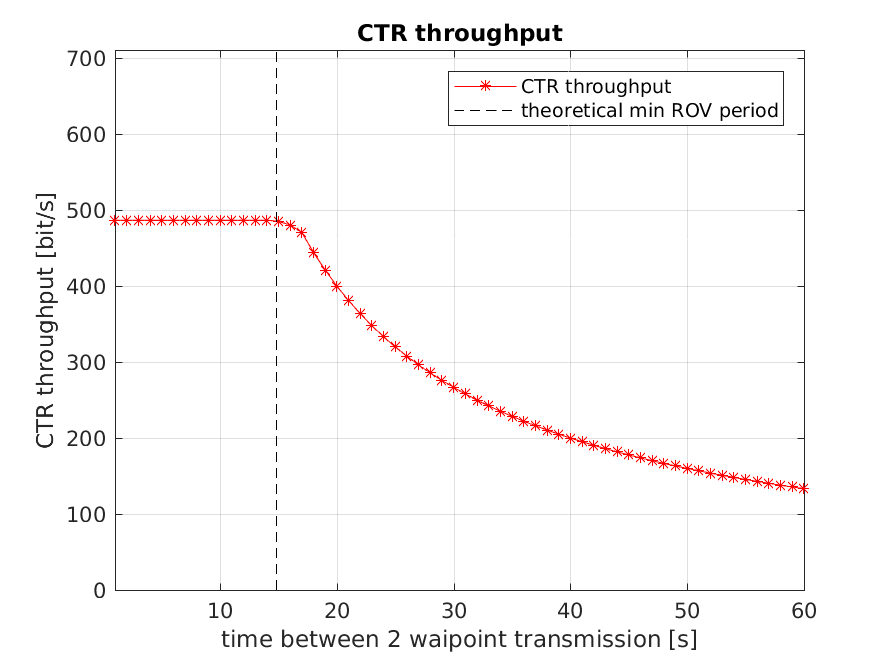 CTR throughput
700
600
500
400
300
200
100
0
CTR throughput [bit/s]
CTR throughput
theoretical min ROV period
10 20 30 40 50 60
time between 2 waipoint transmission [s]